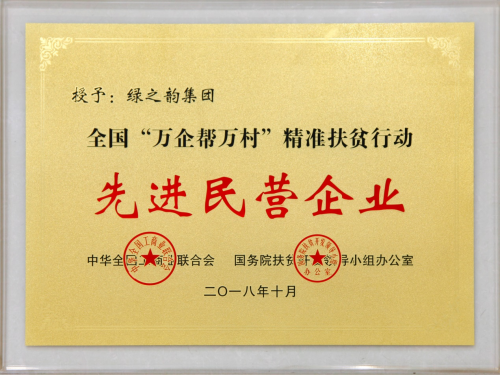 授予：绿之韵集团
全国“万企帮万村”精准扶贫行动
先进民营企业
中华全国工商业联合会 国务院扶贫开发领导小组办公室
二〇一八年十月